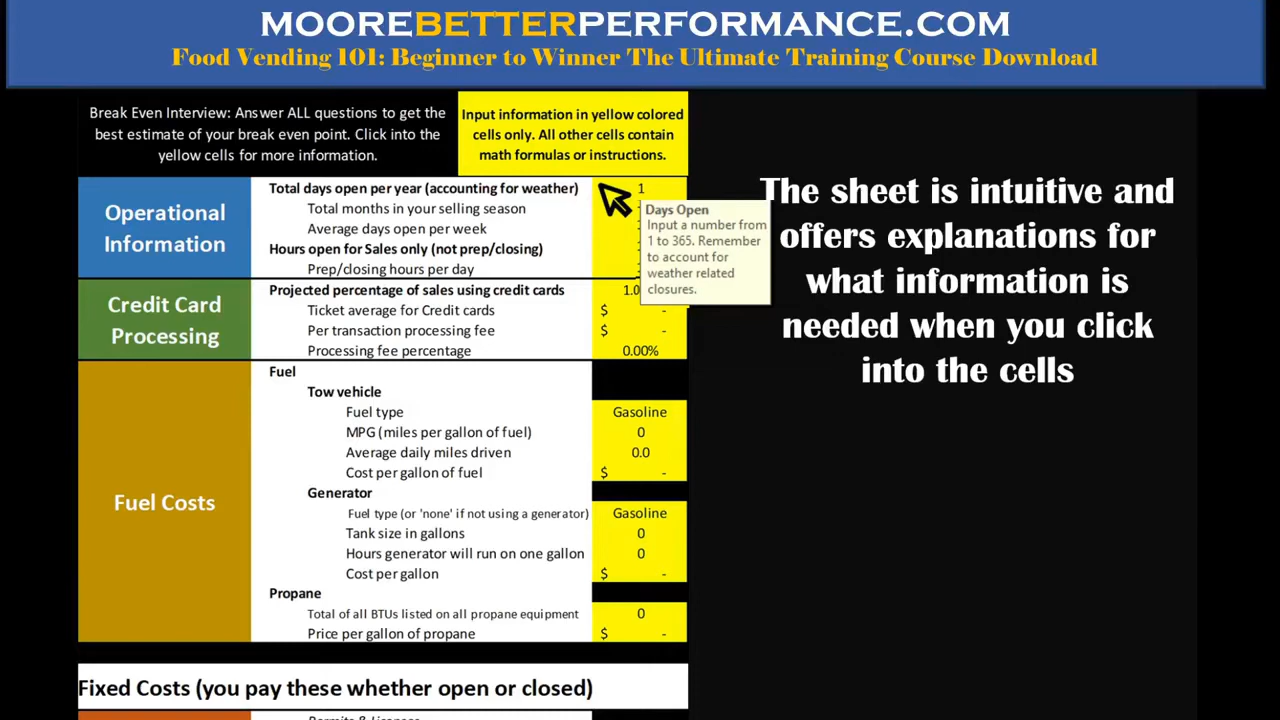 MOOREBETTERPERFORMANCE.COM
Food Vending 101: Beginner to Winner The Ultimate Training Course Download
Break Even Interview: Answer ALL questions to get the
best estimate of your break even point. Click into the
yellow cells for more information.
Input information in yellow colored
cells only. All other cells contain
math formulas or instructions.
Operational
Information
Total days open per year (accounting for weather) 1
Total months in your selling season
Average days open per week
Hours open for Sales only (not prep/closing)
Prep/closing hours per day
Days Open
Input a number from
1 to 365. Remember
to account for
weather related
closures.
The sheet is intuitive and
offers explanations for
what information is
needed when you click
into the cells
Credit Card
Processing
Projected percentage of sales using credit cards 1.0
Ticket average for Credit cards $ -
Per transaction processing fee $ -
Processing fee percentage 0.00%
Fuel Costs
Fuel
Tow vehicle
Fuel type Gasoline
MPG (miles per gallon of fuel) 0
Average daily miles driven 0.0
Cost per gallon of fuel $ -
Generator
Fuel type (or 'none' if not using a generator) Gasoline
Tank size in gallons 0
Hours generator will run on one gallon 0
Cost per gallon $ -
Propane
Total of all BTUs listed on all propane equipment 0
Price per gallon of propane $ -
Fixed Costs (you pay these whether open or closed)